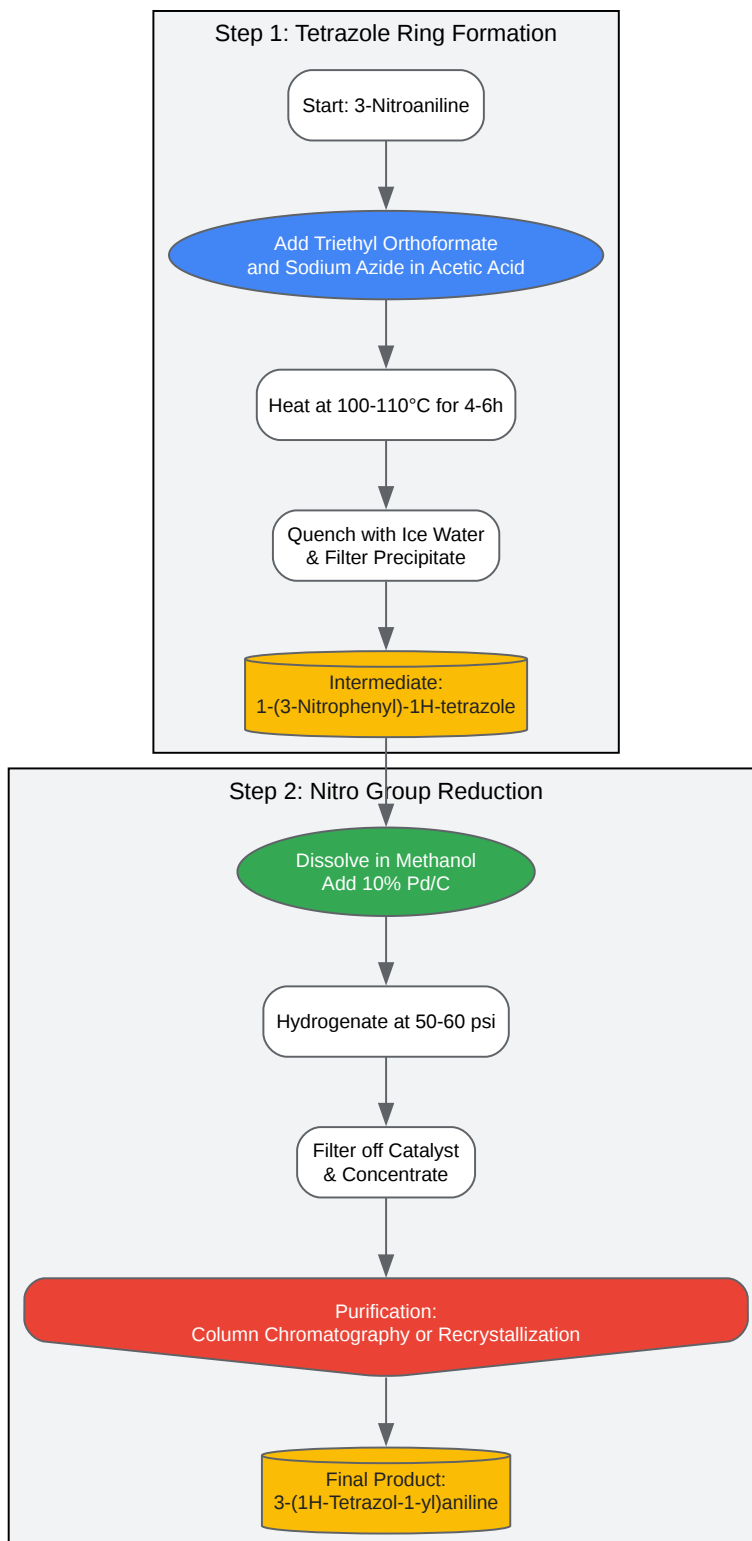 Step 1: Tetrazole Ring Formation
Start: 3-Nitroaniline
Add Triethyl Orthoformate
and Sodium Azide in Acetic Acid
Heat at 100-110°C for 4-6h
Quench with Ice Water
& Filter Precipitate
Intermediate:
1-(3-Nitrophenyl)-1H-tetrazole
Step 2: Nitro Group Reduction
Dissolve in Methanol
Add 10% Pd/C
Hydrogenate at 50-60 psi
Filter off Catalyst
& Concentrate
Purification:
Column Chromatography or Recrystallization
Final Product:
3-(1H-Tetrazol-1-yl)aniline